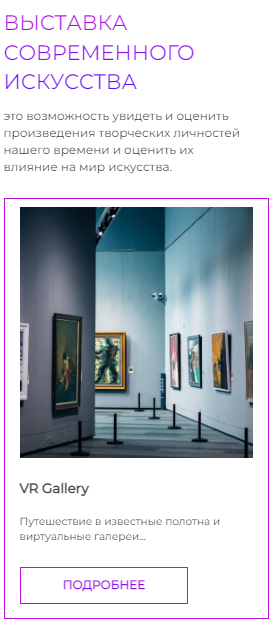 ВЫСТАВКА
СОВРЕМЕННОГО
ИСКУССТВА
это возможность увидеть и оценить
произведения творческих личностей
нашего времени и оценить их
влияние на мир искусства.
VR Gallery
Путешествие в известные полотна и
виртуальные галереи...
ПОДРОБНЕЕ